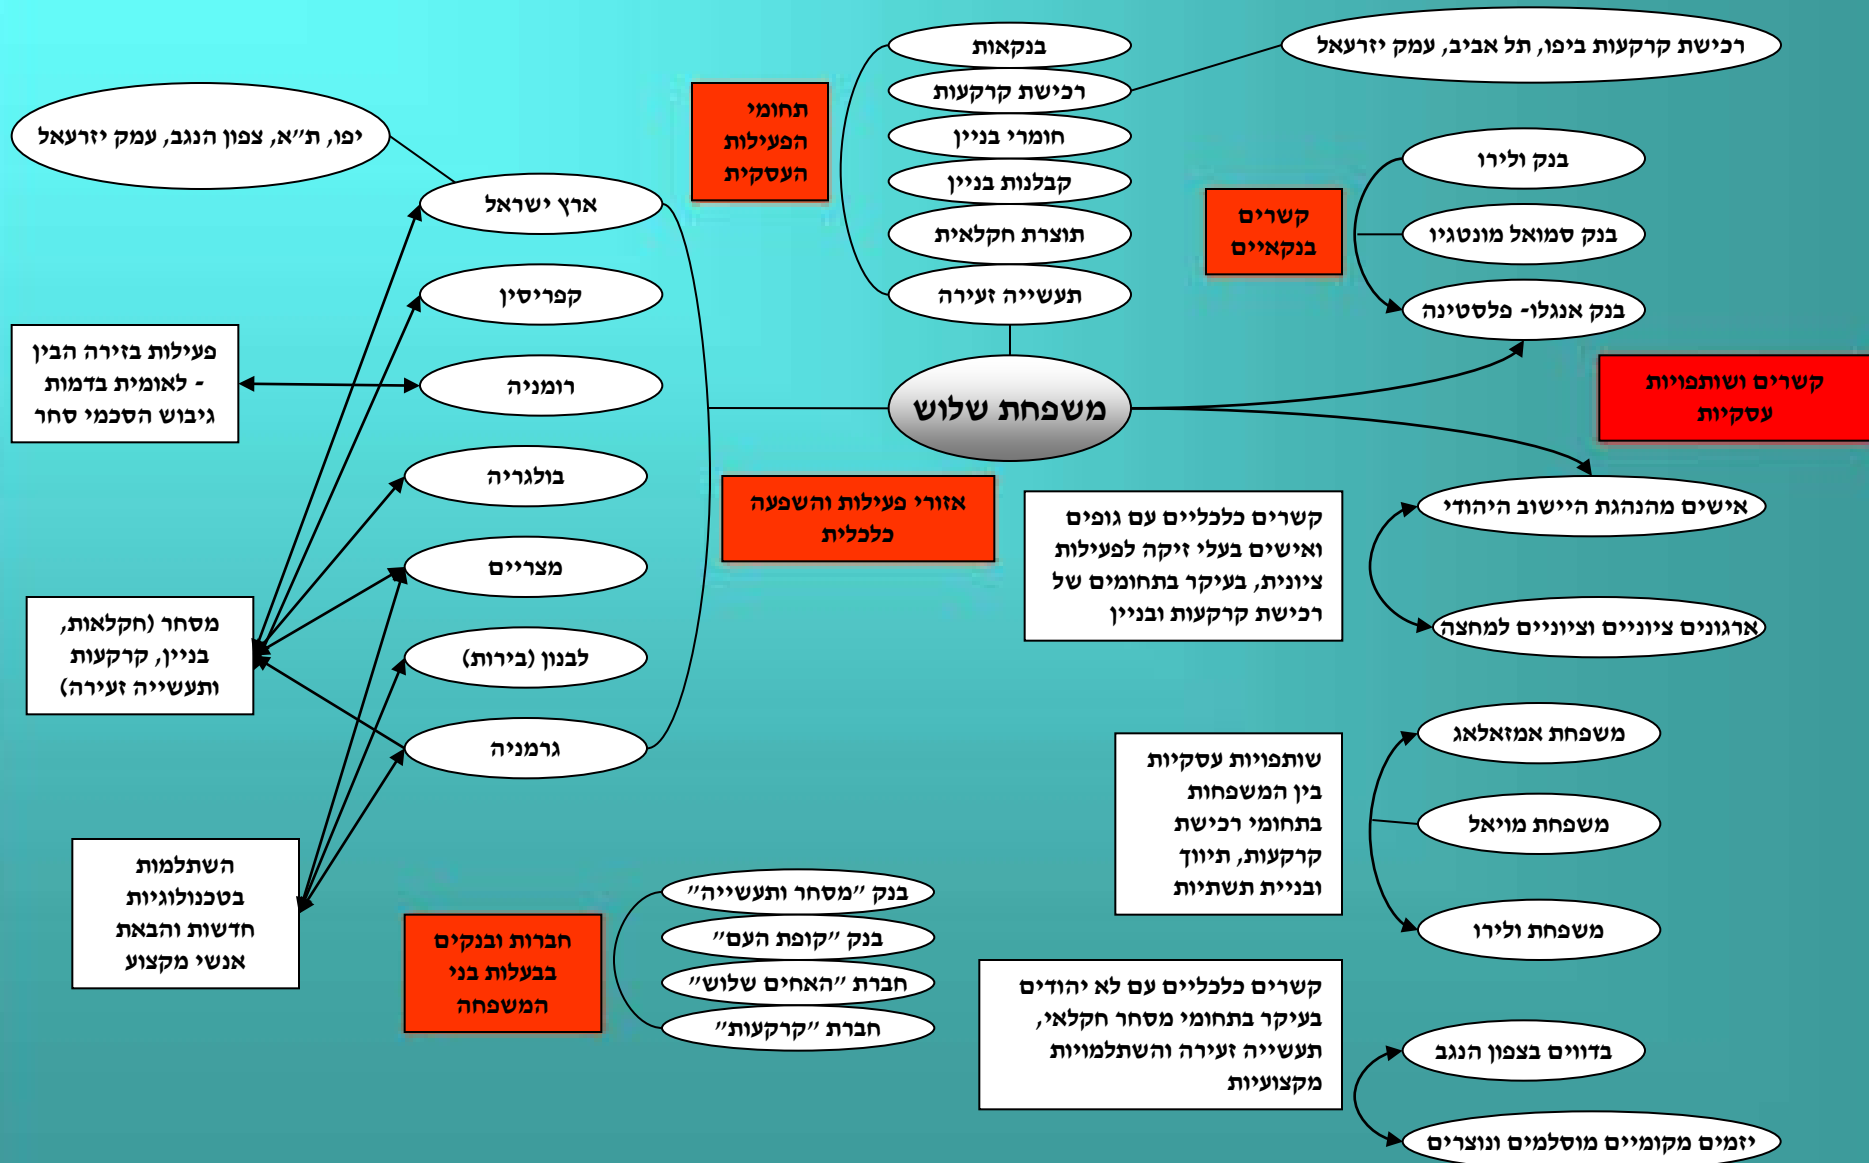 בנקאות
רכישת קרקעות
חומרי בניין
קבלנות בניין
תוצרת חקלאית
תעשייה זעירה
רכישת קרקעות ביפו, תל אביב, עמק יזרעאל
תחומי
הפעילות
העסקית
בנק ולירו
בנק סמואל מונטגיו
בנק אנגלו- פלסטינה
קשרים
בנקאיים
קשרים ושותפויות
עסקיות
משפחת שלוש
יפו, ת״א, צפון הנגב, עמק יזרעאל
ארץ ישראל
קפריסין
רומניה
בולגריה
מצריים
לבנון (בירות)
גרמניה
פעילות בזירה הבין
- לאומית בדמות
גיבוש הסכמי סחר
אזורי פעילות והשפעה
כלכלית
מסחר (חקלאות,
בניין, קרקעות
ותעשייה זעירה)
השתלמות
בטכנולוגיות
חדשות והבאת
אנשי מקצוע
קשרים כלכליים עם גופים
ואישים בעלי זיקה לפעילות
ציונית, בעיקר בתחומים של
רכישת קרקעות ובניין
אישים מהנהגת היישוב היהודי
ארגונים ציוניים וציוניים למחצה
שותפויות עסקיות
בין המשפחות
בתחומי רכישת
קרקעות, תיווך
ובניית תשתיות
משפחת אמזאלאג
משפחת מויאל
משפחת ולירו
חברות ובנקים
בבעלות בני
המשפחה
בנק ״מסחר ותעשייה״
בנק ״קופת העם״
חברת ״האחים שלוש״
חברת ״קרקעות״
קשרים כלכליים עם לא יהודים
בעיקר בתחומי מסחר חקלאי,
תעשייה זעירה והשתלמויות
מקצועיות
בדווים בצפון הנגב
יזמים מקומיים מוסלמים ונוצרים